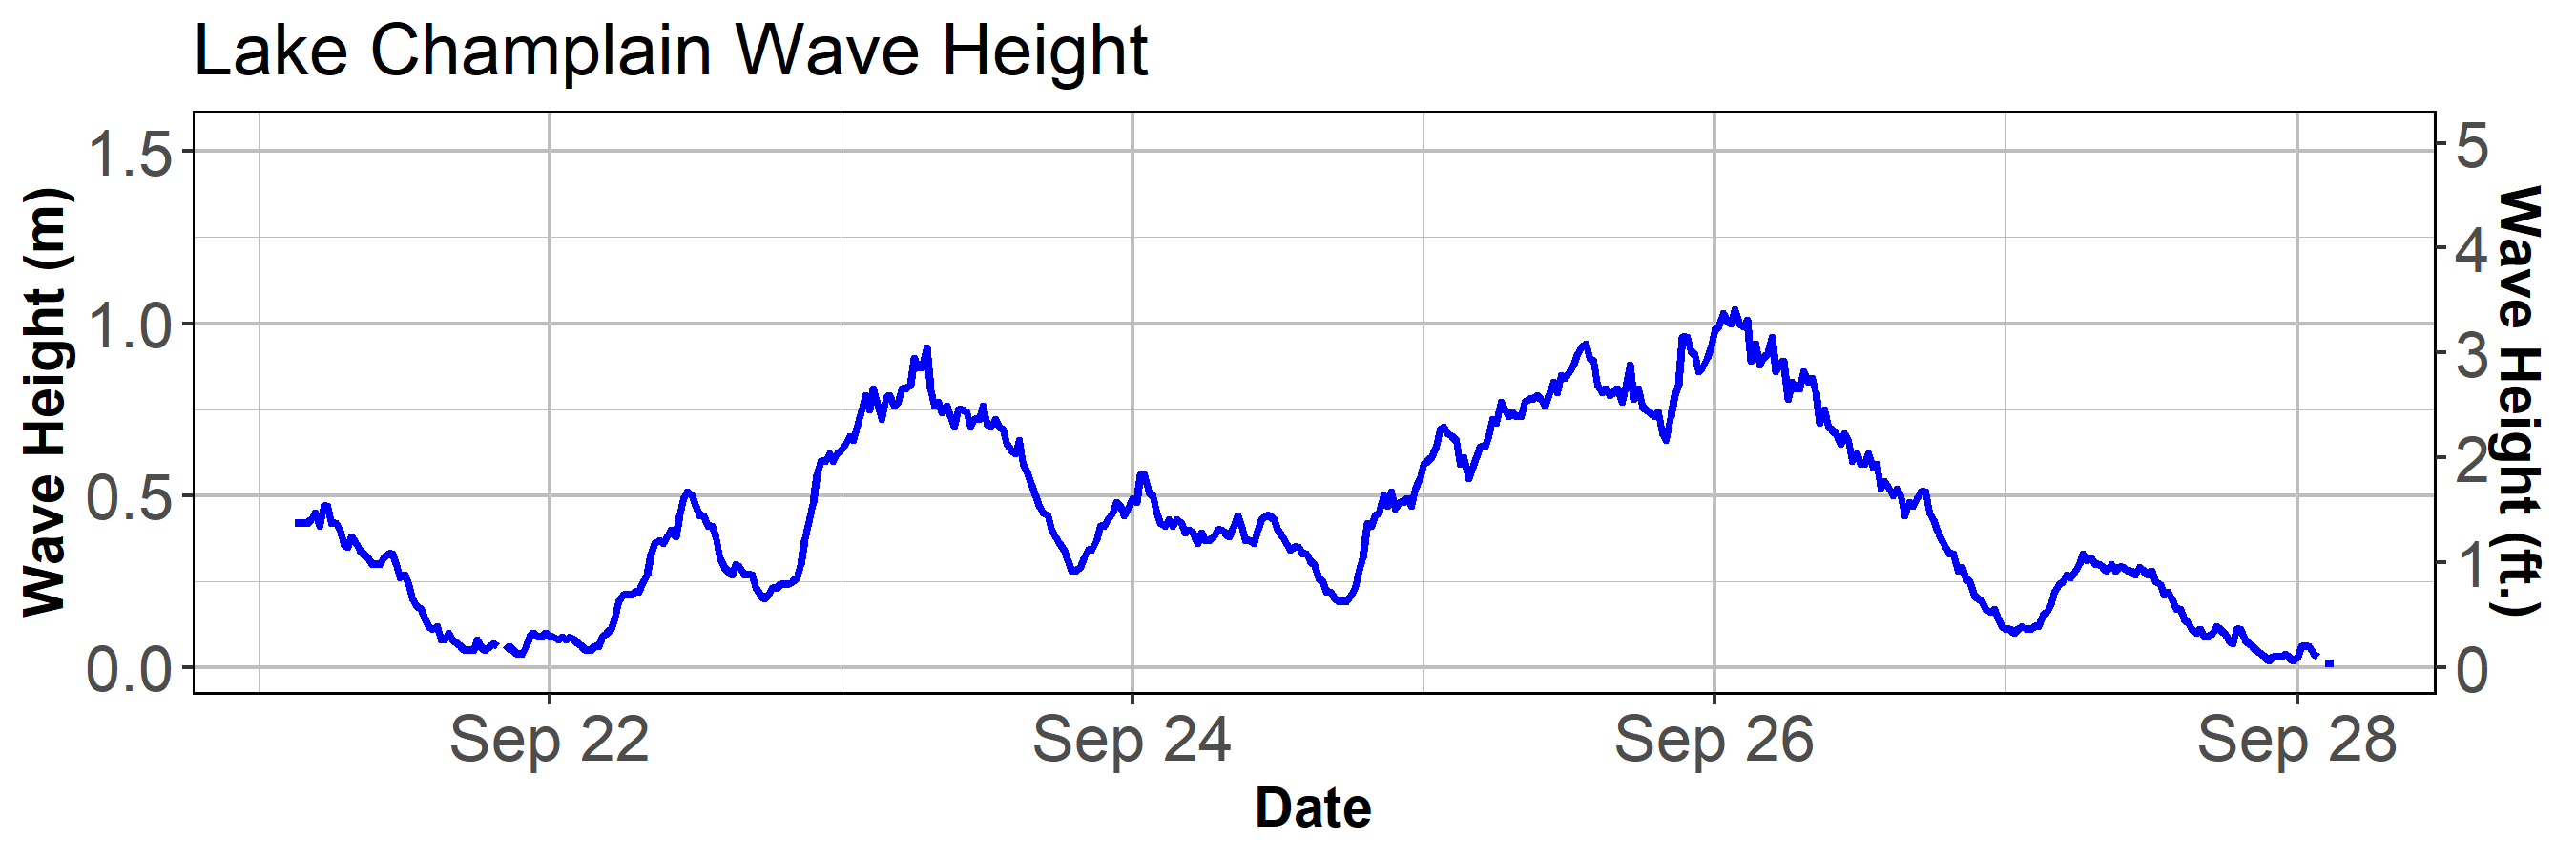 Lake Champlain Wave Height
Wave Height (m)
1.5
1.0
0.5
0.0
5
4
3
2
1
0
Wave Height (ft.)
Sep 22 Sep 24 Sep 26 Sep 28
Date